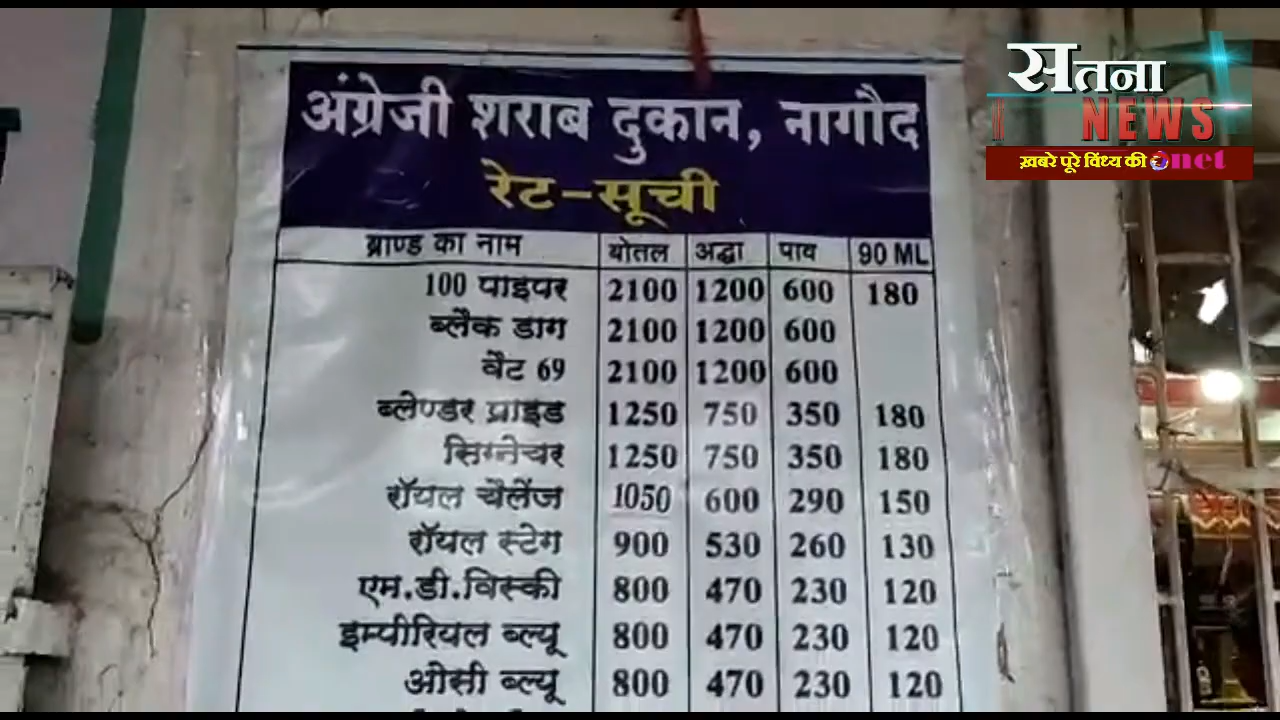 सतना
NEWS
ख़बरे पूरे विंध्य की net
अंग्रेजी शराब दुकान, नागौद
रेट-सूची
ब्राण्ड का नाम बोतल अद्धा पाव 90 ML
100 पाइपर 2100 1200 600 180
ब्लैक डाग 2100 1200 600
वैट 69 2100 1200 600
ब्लेण्डर प्राइड 1250 750 350 180
सिग्नेचर 1250 750 350 180
रॉयल चैलेंज 1050 600 290 150
रॉयल स्टेग 900 530 260 130
एम.डी.विस्की 800 470 230 120
इम्पीरियल ब्ल्यू 800 470 230 120
ओसी ब्ल्यू 800 470 230 120